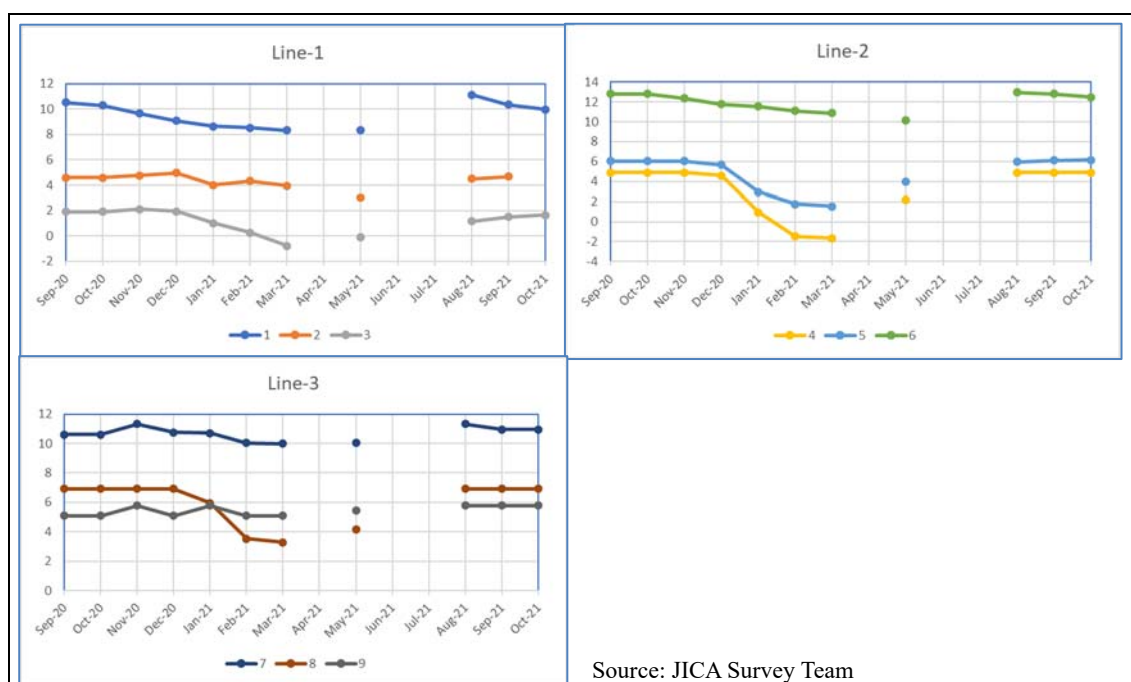 Line-1
12
10
8
6
4
2
0
-2
Sep-20 Oct-20 Nov-20 Dec-20 Jan-21 Feb-21 Mar-21 Apr-21 May-21 Jun-21 Jul-21 Aug-21 Sep-21 Oct-21
1 2 3
Line-2
14
12
10
8
6
4
2
0
-2
-4
Sep-20 Oct-20 Nov-20 Dec-20 Jan-21 Feb-21 Mar-21 Apr-21 May-21 Jun-21 Jul-21 Aug-21 Sep-21 Oct-21
4 5 6
Line-3
12
10
8
6
4
2
0
Sep-20 Oct-20 Nov-20 Dec-20 Jan-21 Feb-21 Mar-21 Apr-21 May-21 Jun-21 Jul-21 Aug-21 Sep-21 Oct-21
7 8 9
Source: JICA Survey Team